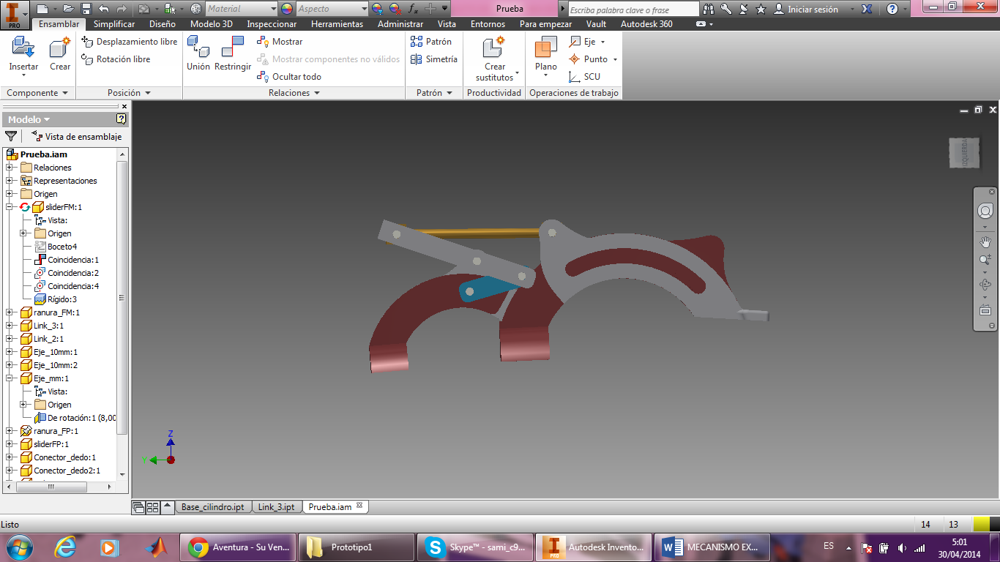 Material
Aspecto
Prueba
Escriba palabra clave o frase
Iniciar sesión
PRO
Ensamblar
Simplificar
Diseño
Modelo 3D
Inspeccionar
Herramientas
Administrar
Vista
Entornos
Para empezar
Vault
Autodesk 360
Insertar
Crear
Desplazamiento libre
Rotación libre
Unión
Restringir
Mostrar
Mostrar componentes no válidos
Ocultar todo
Patrón
Simetría
Crear
sustitutos
Plano
Eje
Punto
SCU
Componente
Posición
Relaciones
Patrón
Productividad
Operaciones de trabajo
Modelo
Vista de ensamblaje
Prueba.iam
Relaciones
Representaciones
Origen
sliderFM:1
Vista:
Origen
Boceto4
Coincidencia:1
Coincidencia:2
Coincidencia:4
Rígido:3
ranura_FM:1
Link_3:1
Link_2:1
Eje_10mm:1
Eje_10mm:2
Eje_mm:1
Vista:
Origen
De rotación:1 (8,00
ranura_FP:1
sliderFP:1
Conector_dedo:1
Conector_dedo2:1
IZQUIERDA
Z
Y
Base_cilindro.ipt
Link_3.ipt
Prueba.iam
Listo
14
13
Aventura - Su Ven...
Prototipo1
Skype™ - sami_c9...
Autodesk Invento...
MECANISMO EX...
ES
5:01
30/04/2014